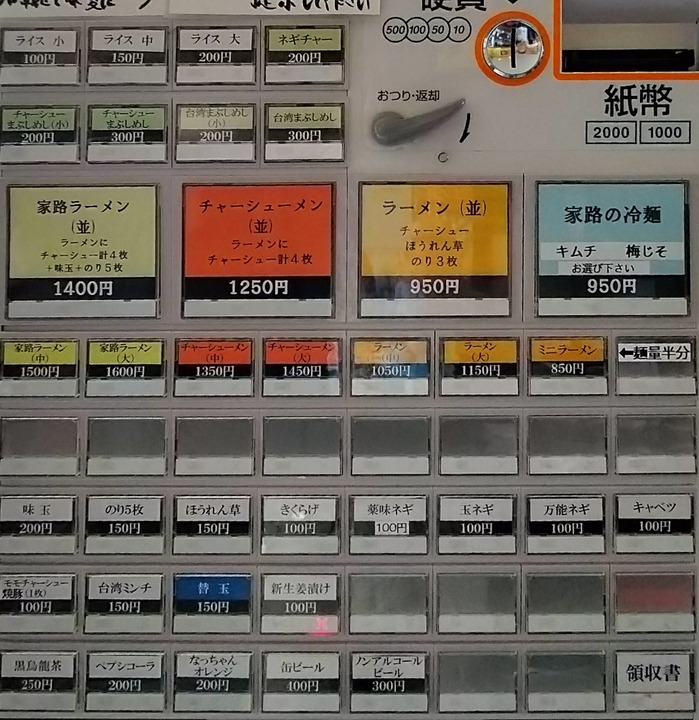 硬貨
500 100 50 10
ライス 小
100円
ライス 中
150円
ライス 大
200円
ネギチャー
200円
おつり・返却
紙幣
2000 1000
チャーシュー
まぶしめし(小)
200円
チャーシュー
まぶしめし
300円
台湾まぶしめし
(小)
200円
台湾まぶしめし
300円
家路ラーメン
(並)
ラーメンに
チャーシュー計4枚
+味玉+のり5枚
1400円
チャーシューメン
(並)
ラーメンに
チャーシュー計4枚
1250円
ラーメン (並)
チャーシュー
ほうれん草
のり3枚
950円
家路の冷麺
キムチ 梅じそ
お選び下さい
950円
家路ラーメン
(中)
1500円
家路ラーメン
(大)
1600円
チャーシューメン
(中)
1350円
チャーシューメン
(大)
1450円
ラーメン
(中)
1050円
ラーメン
(大)
1150円
ミニラーメン
850円
←麺量半分
味玉
200円
のり5枚
150円
ほうれん草
150円
きくらげ
100円
薬味ネギ
100円
玉ネギ
100円
万能ネギ
100円
キャベツ
100円
モモチャーシュー
焼豚(1枚)
100円
台湾ミンチ
150円
替玉
150円
新生姜漬け
100円
黒烏龍茶
250円
ペプシコーラ
200円
なっちゃん
オレンジ
200円
缶ビール
400円
ノンアルコール
ビール
300円
領収書